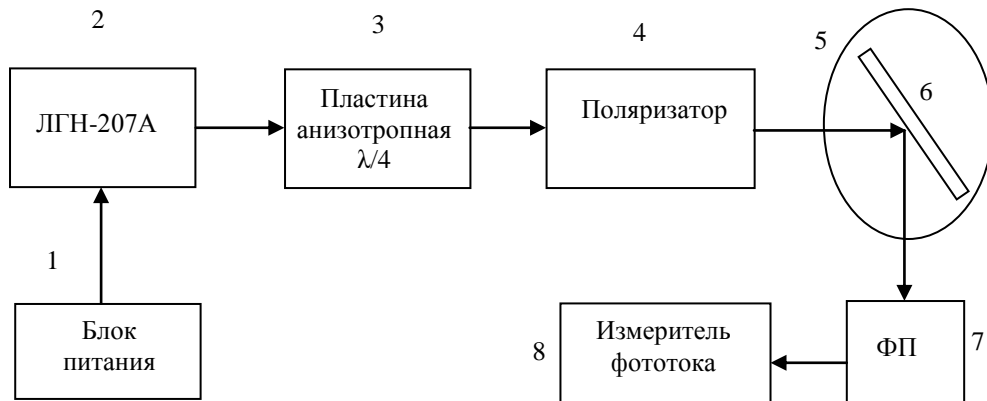 2
3
4
5
6
ЛГН-207А
Пластина
анизотропная
λ/4
Поляризатор
1
Блок
питания
8
Измеритель
фототока
ФП
7